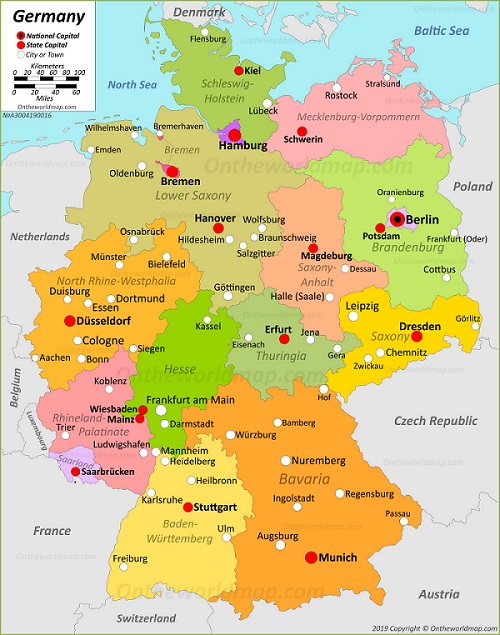 Germany
National Capital
State Capital
City or Town
Kilometers
0 20 40 60 80 100
0 20 40 60
Miles
Ontheworldmap.com
NrA3004190016
Denmark
Baltic Sea
North Sea
Flensburg
Kiel
Schleswig-
Holstein
Lübeck
Stralsund
Rostock
Mecklenburg-Vorpommern
Schwerin
Hamburg
Wilhelmshaven
Bremerhaven
Bremen
Emden
Oldenburg
Bremen
Lower Saxony
Ontheworldmap.com
Oranienburg
Poland
Berlin
Potsdam
Frankfurt (Oder)
Brandenburg
Cottbus
Netherlands
Hanover
Wolfsburg
Osnabrück
Hildesheim
Braunschweig
Salzgitter
Magdeburg
Saxony-
Anhalt
Dessau
Halle (Saale)
Münster
Bielefeld
North Rhine-Westphalia
Göttingen
Duisburg
Dortmund
Essen
Düsseldorf
Cologne
Aachen
Bonn
Siegen
Kassel
Hesse
Erfurt
Eisenach
Jena
Gera
Thuringia
Leipzig
Saxony
Dresden
Görlitz
Chemnitz
Zwickau
Ontheworldmap.com
Belgium
Koblenz
Wiesbaden
Mainz
Frankfurt am Main
Rhineland-
Palatinate
Darmstadt
Luxembourg
Trier
Ludwigshafen
Mannheim
Heidelberg
Saarland
Saarbrücken
Hof
Bamberg
Würzburg
Czech Republic
Nuremberg
Bavaria
Ontheworldmap.com
Heilbronn
Karlsruhe
Stuttgart
Baden-
Württemberg
Ingolstadt
Regensburg
Passau
France
Ulm
Augsburg
Freiburg
Munich
Ontheworldmap.com
Austria
Switzerland
2019 Copyright © Ontheworldmap.com